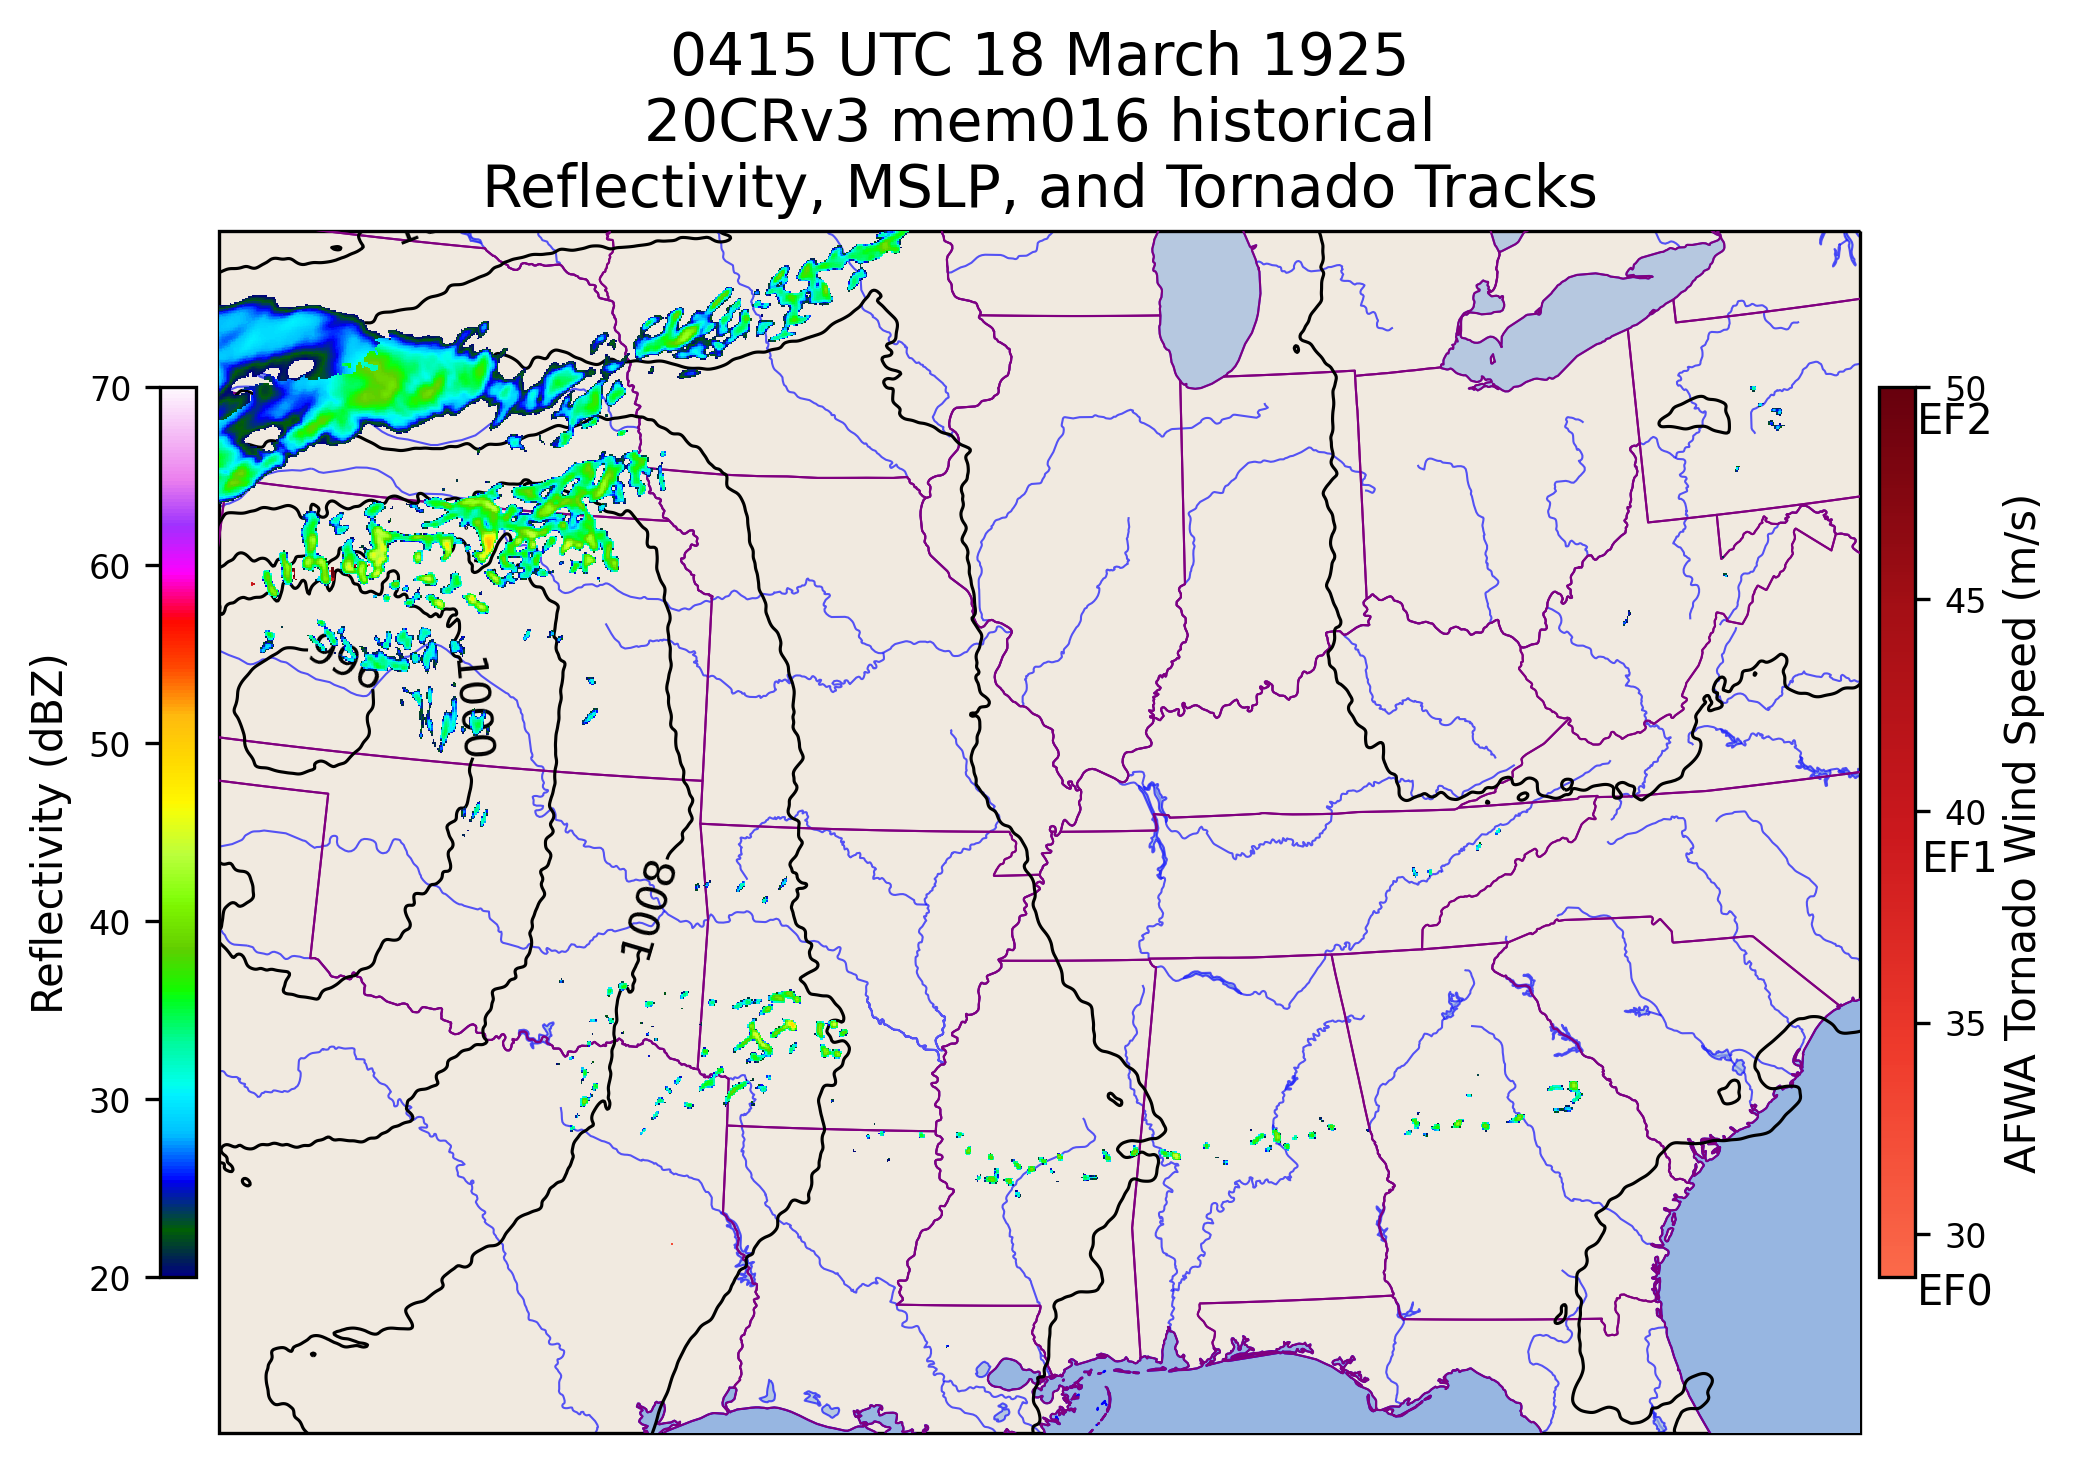 0415 UTC 18 March 1925
20CRv3 mem016 historical
Reflectivity, MSLP, and Tornado Tracks
Reflectivity (dBZ)
70
60
50
40
30
20
996
1000
1008
50
EF2
45
40
EF1
35
30
EF0
AFWA Tornado Wind Speed (m/s)